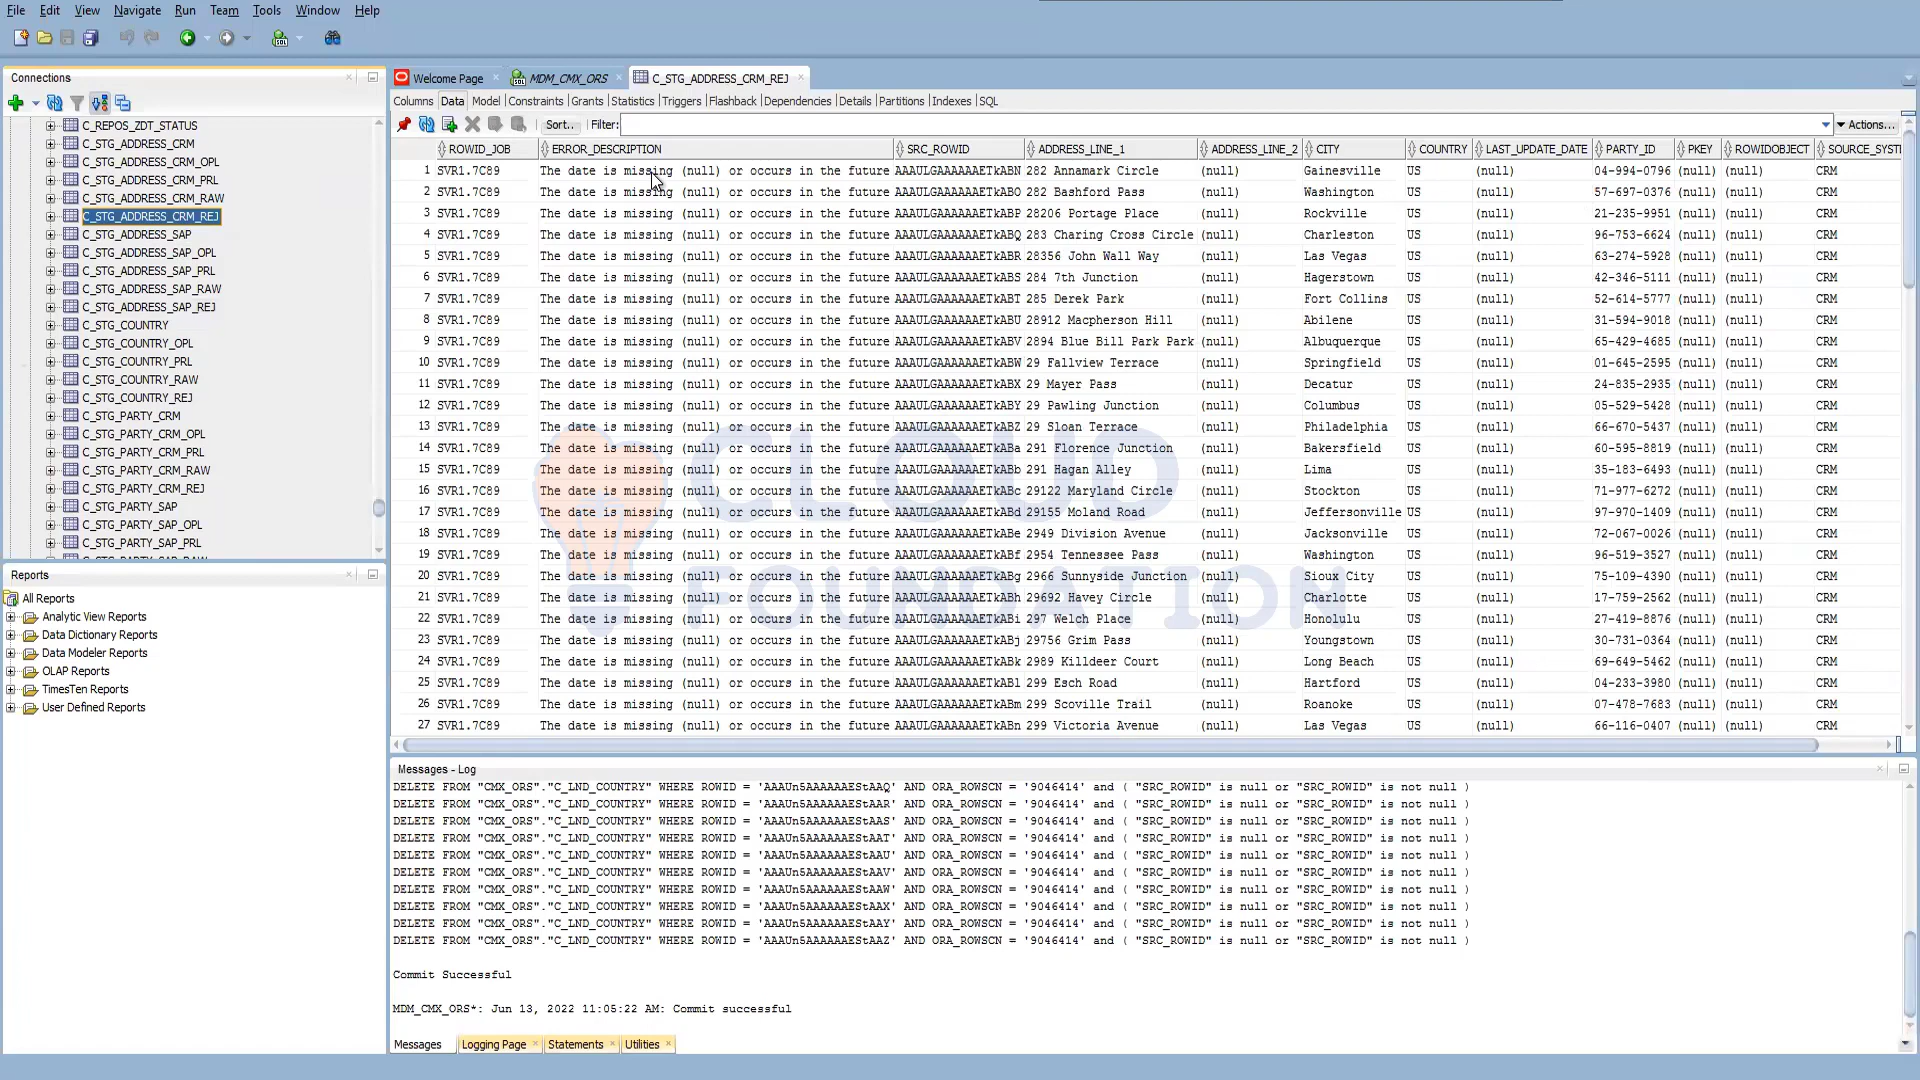 File Edit View Navigate Run Team Tools Window Help
Connections
C_REPOS_ZDT_STATUS
C_STG_ADDRESS_CRM
C_STG_ADDRESS_CRM_OPL
C_STG_ADDRESS_CRM_PRL
C_STG_ADDRESS_CRM_RAW
C_STG_ADDRESS_CRM_REJ
C_STG_ADDRESS_SAP
C_STG_ADDRESS_SAP_OPL
C_STG_ADDRESS_SAP_PRL
C_STG_ADDRESS_SAP_RAW
C_STG_ADDRESS_SAP_REJ
C_STG_COUNTRY
C_STG_COUNTRY_OPL
C_STG_COUNTRY_PRL
C_STG_COUNTRY_RAW
C_STG_COUNTRY_REJ
C_STG_PARTY_CRM
C_STG_PARTY_CRM_OPL
C_STG_PARTY_CRM_PRL
C_STG_PARTY_CRM_RAW
C_STG_PARTY_CRM_REJ
C_STG_PARTY_SAP
C_STG_PARTY_SAP_OPL
C_STG_PARTY_SAP_PRL
C_STG_PARTY_SAP_RAW
Reports
All Reports
Analytic View Reports
Data Dictionary Reports
Data Modeler Reports
OLAP Reports
TimesTen Reports
User Defined Reports
Welcome Page MDM_CMX_ORS C_STG_ADDRESS_CRM_REJ
Columns Data Model Constraints Grants Statistics Triggers Flashback Dependencies Details Partitions Indexes SQL
Sort.. Filter: Actions...
ROWID_JOB ERROR_DESCRIPTION SRC_ROWID ADDRESS_LINE_1 ADDRESS_LINE_2 CITY COUNTRY LAST_UPDATE_DATE PARTY_ID PKEY ROWIDOBJECT SOURCE_SYSTE
1 SVR1.7C89 The date is missing (null) or occurs in the future AAAULGAAAAAAETkABN 282 Annamark Circle (null) Gainesville US (null) 04-994-0796 (null) (null) CRM
2 SVR1.7C89 The date is missing (null) or occurs in the future AAAULGAAAAAAETkABO 282 Bashford Pass (null) Washington US (null) 57-697-0376 (null) (null) CRM
3 SVR1.7C89 The date is missing (null) or occurs in the future AAAULGAAAAAAETkABP 28206 Portage Place (null) Rockville US (null) 21-235-9951 (null) (null) CRM
4 SVR1.7C89 The date is missing (null) or occurs in the future AAAULGAAAAAAETkABQ 283 Charing Cross Circle (null) Charleston US (null) 96-753-6624 (null) (null) CRM
5 SVR1.7C89 The date is missing (null) or occurs in the future AAAULGAAAAAAETkABR 28356 John Wall Way (null) Las Vegas US (null) 63-274-5928 (null) (null) CRM
6 SVR1.7C89 The date is missing (null) or occurs in the future AAAULGAAAAAAETkABS 284 7th Junction (null) Hagerstown US (null) 42-346-5111 (null) (null) CRM
7 SVR1.7C89 The date is missing (null) or occurs in the future AAAULGAAAAAAETkABT 285 Derek Park (null) Fort Collins US (null) 52-614-5777 (null) (null) CRM
8 SVR1.7C89 The date is missing (null) or occurs in the future AAAULGAAAAAAETkABU 28912 Macpherson Hill (null) Abilene US (null) 31-594-9018 (null) (null) CRM
9 SVR1.7C89 The date is missing (null) or occurs in the future AAAULGAAAAAAETkABV 2894 Blue Bill Park Park (null) Albuquerque US (null) 65-429-4685 (null) (null) CRM
10 SVR1.7C89 The date is missing (null) or occurs in the future AAAULGAAAAAAETkABW 29 Fallview Terrace (null) Springfield US (null) 01-645-2595 (null) (null) CRM
11 SVR1.7C89 The date is missing (null) or occurs in the future AAAULGAAAAAAETkABX 29 Mayer Pass (null) Decatur US (null) 24-835-2935 (null) (null) CRM
12 SVR1.7C89 The date is missing (null) or occurs in the future AAAULGAAAAAAETkABY 29 Pawling Junction (null) Columbus US (null) 05-529-5428 (null) (null) CRM
13 SVR1.7C89 The date is missing (null) or occurs in the future AAAULGAAAAAAETkABZ 29 Sloan Terrace (null) Philadelphia US (null) 66-670-5437 (null) (null) CRM
14 SVR1.7C89 The date is missing (null) or occurs in the future AAAULGAAAAAAETkABa 291 Florence Junction (null) Bakersfield US (null) 60-595-8819 (null) (null) CRM
15 SVR1.7C89 The date is missing (null) or occurs in the future AAAULGAAAAAAETkABb 291 Hagan Alley (null) Lima US (null) 35-183-6493 (null) (null) CRM
16 SVR1.7C89 The date is missing (null) or occurs in the future AAAULGAAAAAAETkABc 29122 Maryland Circle (null) Stockton US (null) 71-977-6272 (null) (null) CRM
17 SVR1.7C89 The date is missing (null) or occurs in the future AAAULGAAAAAAETkABd 29155 Moland Road (null) Jeffersonville US (null) 97-970-1409 (null) (null) CRM
18 SVR1.7C89 The date is missing (null) or occurs in the future AAAULGAAAAAAETkABe 2949 Division Avenue (null) Jacksonville US (null) 72-067-0026 (null) (null) CRM
19 SVR1.7C89 The date is missing (null) or occurs in the future AAAULGAAAAAAETkABf 2954 Tennessee Pass (null) Washington US (null) 96-519-3527 (null) (null) CRM
20 SVR1.7C89 The date is missing (null) or occurs in the future AAAULGAAAAAAETkABg 2966 Sunnyside Junction (null) Sioux City US (null) 75-109-4390 (null) (null) CRM
21 SVR1.7C89 The date is missing (null) or occurs in the future AAAULGAAAAAAETkABh 29692 Havey Circle (null) Charlotte US (null) 17-759-2562 (null) (null) CRM
22 SVR1.7C89 The date is missing (null) or occurs in the future AAAULGAAAAAAETkABi 297 Welch Place (null) Honolulu US (null) 27-419-8876 (null) (null) CRM
23 SVR1.7C89 The date is missing (null) or occurs in the future AAAULGAAAAAAETkABj 29756 Grim Pass (null) Youngstown US (null) 30-731-0364 (null) (null) CRM
24 SVR1.7C89 The date is missing (null) or occurs in the future AAAULGAAAAAAETkABk 2989 Killdeer Court (null) Long Beach US (null) 69-649-5462 (null) (null) CRM
25 SVR1.7C89 The date is missing (null) or occurs in the future AAAULGAAAAAAETkABl 299 Esch Road (null) Hartford US (null) 04-233-3980 (null) (null) CRM
26 SVR1.7C89 The date is missing (null) or occurs in the future AAAULGAAAAAAETkABm 299 Scoville Trail (null) Roanoke US (null) 07-478-7683 (null) (null) CRM
27 SVR1.7C89 The date is missing (null) or occurs in the future AAAULGAAAAAAETkABn 299 Victoria Avenue (null) Las Vegas US (null) 66-116-0407 (null) (null) CRM
CLOUD
FOUNDATION
Messages - Log
DELETE FROM "CMX_ORS"."C_LND_COUNTRY" WHERE ROWID = 'AAAUn5AAAAAAEStAAQ' AND ORA_ROWSCN = '9046414' and ( "SRC_ROWID" is null or "SRC_ROWID" is not null )
DELETE FROM "CMX_ORS"."C_LND_COUNTRY" WHERE ROWID = 'AAAUn5AAAAAAEStAAR' AND ORA_ROWSCN = '9046414' and ( "SRC_ROWID" is null or "SRC_ROWID" is not null )
DELETE FROM "CMX_ORS"."C_LND_COUNTRY" WHERE ROWID = 'AAAUn5AAAAAAEStAAS' AND ORA_ROWSCN = '9046414' and ( "SRC_ROWID" is null or "SRC_ROWID" is not null )
DELETE FROM "CMX_ORS"."C_LND_COUNTRY" WHERE ROWID = 'AAAUn5AAAAAAEStAAT' AND ORA_ROWSCN = '9046414' and ( "SRC_ROWID" is null or "SRC_ROWID" is not null )
DELETE FROM "CMX_ORS"."C_LND_COUNTRY" WHERE ROWID = 'AAAUn5AAAAAAEStAAU' AND ORA_ROWSCN = '9046414' and ( "SRC_ROWID" is null or "SRC_ROWID" is not null )
DELETE FROM "CMX_ORS"."C_LND_COUNTRY" WHERE ROWID = 'AAAUn5AAAAAAEStAAV' AND ORA_ROWSCN = '9046414' and ( "SRC_ROWID" is null or "SRC_ROWID" is not null )
DELETE FROM "CMX_ORS"."C_LND_COUNTRY" WHERE ROWID = 'AAAUn5AAAAAAEStAAW' AND ORA_ROWSCN = '9046414' and ( "SRC_ROWID" is null or "SRC_ROWID" is not null )
DELETE FROM "CMX_ORS"."C_LND_COUNTRY" WHERE ROWID = 'AAAUn5AAAAAAEStAAX' AND ORA_ROWSCN = '9046414' and ( "SRC_ROWID" is null or "SRC_ROWID" is not null )
DELETE FROM "CMX_ORS"."C_LND_COUNTRY" WHERE ROWID = 'AAAUn5AAAAAAEStAAY' AND ORA_ROWSCN = '9046414' and ( "SRC_ROWID" is null or "SRC_ROWID" is not null )
DELETE FROM "CMX_ORS"."C_LND_COUNTRY" WHERE ROWID = 'AAAUn5AAAAAAEStAAZ' AND ORA_ROWSCN = '9046414' and ( "SRC_ROWID" is null or "SRC_ROWID" is not null )
Commit Successful
MDM_CMX_ORS*: Jun 13, 2022 11:05:22 AM: Commit successful
Messages Logging Page Statements Utilities